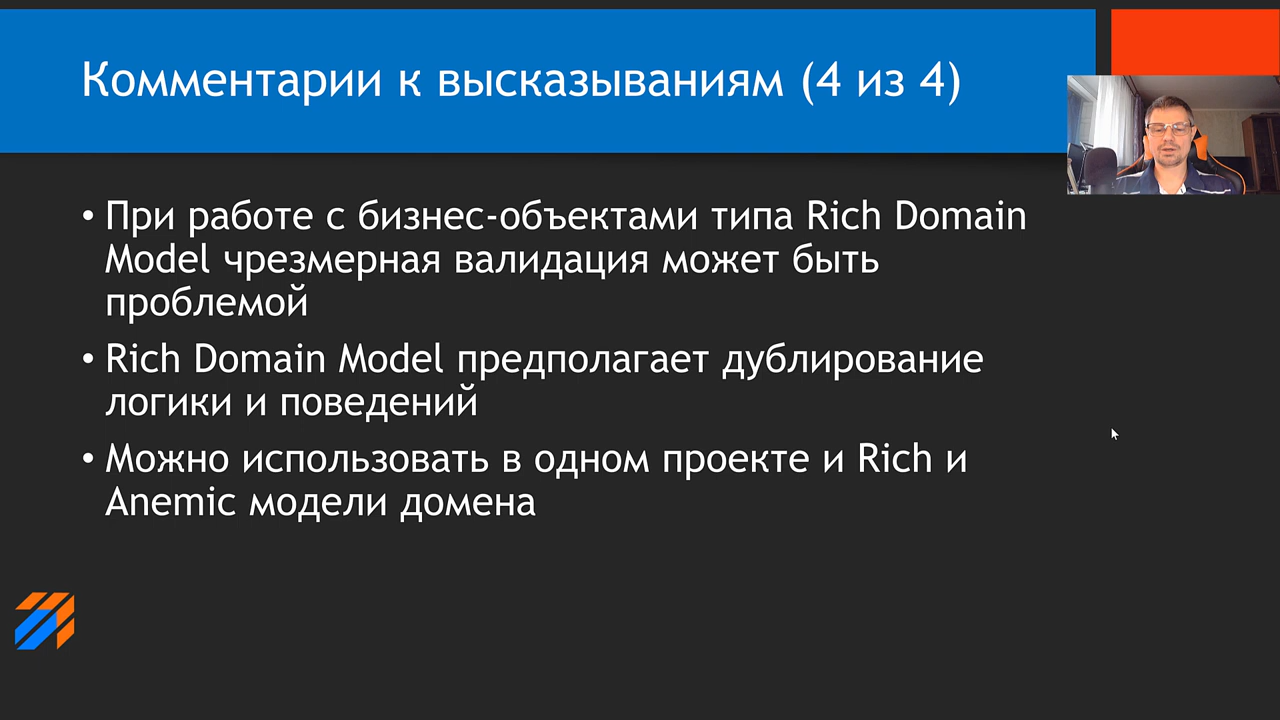 Комментарии к высказываниям (4 из 4)
• При работе с бизнес-объектами типа Rich Domain
Model чрезмерная валидация может быть
проблемой
• Rich Domain Model предполагает дублирование
логики и поведений
• Можно использовать в одном проекте и Rich и
Anemic модели домена